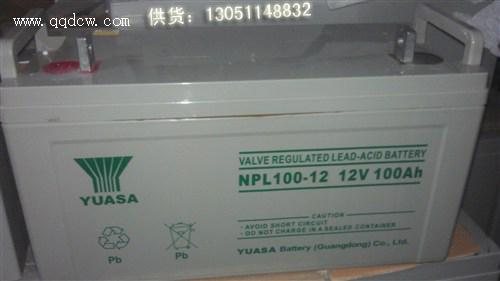 www.qqdcw.com
供货：13051148832
YUASA
VALVE REGULATED LEAD-ACID BATTERY
NPL100-12 12V 100Ah
CAUTION
- AVOID SHORT CIRCUIT
- DO NOT CHARGE IN A SEALED CONTAINER
YUASA Battery (Guangdong) Co., Ltd.
Pb
Pb